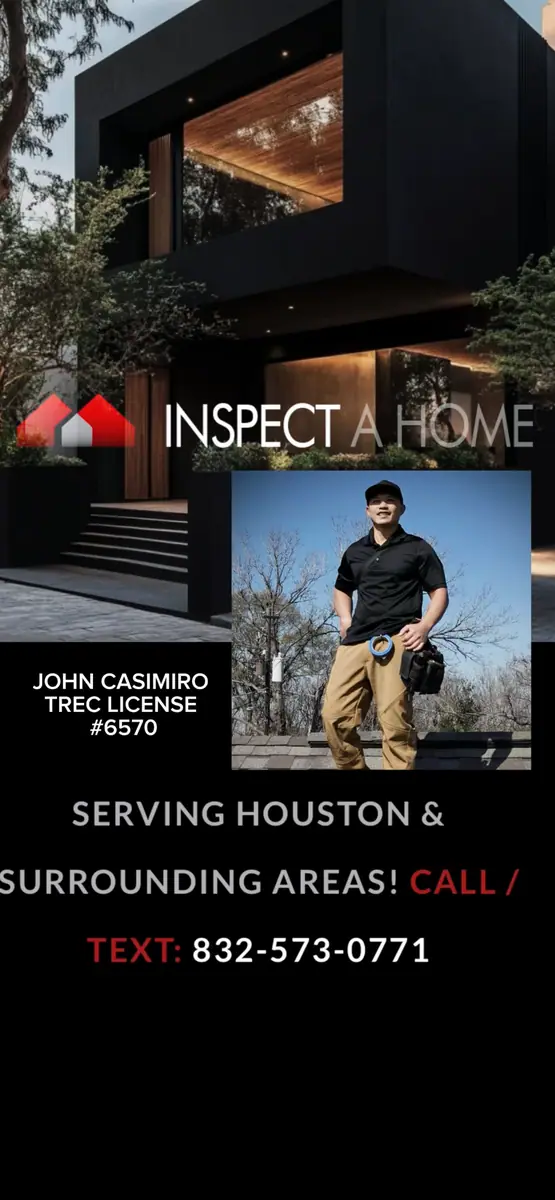 INSPECT A HOME
JOHN CASIMIRO
TREC LICENSE
#6570
SERVING HOUSTON &
SURROUNDING AREAS! CALL /
TEXT: 832-573-0771